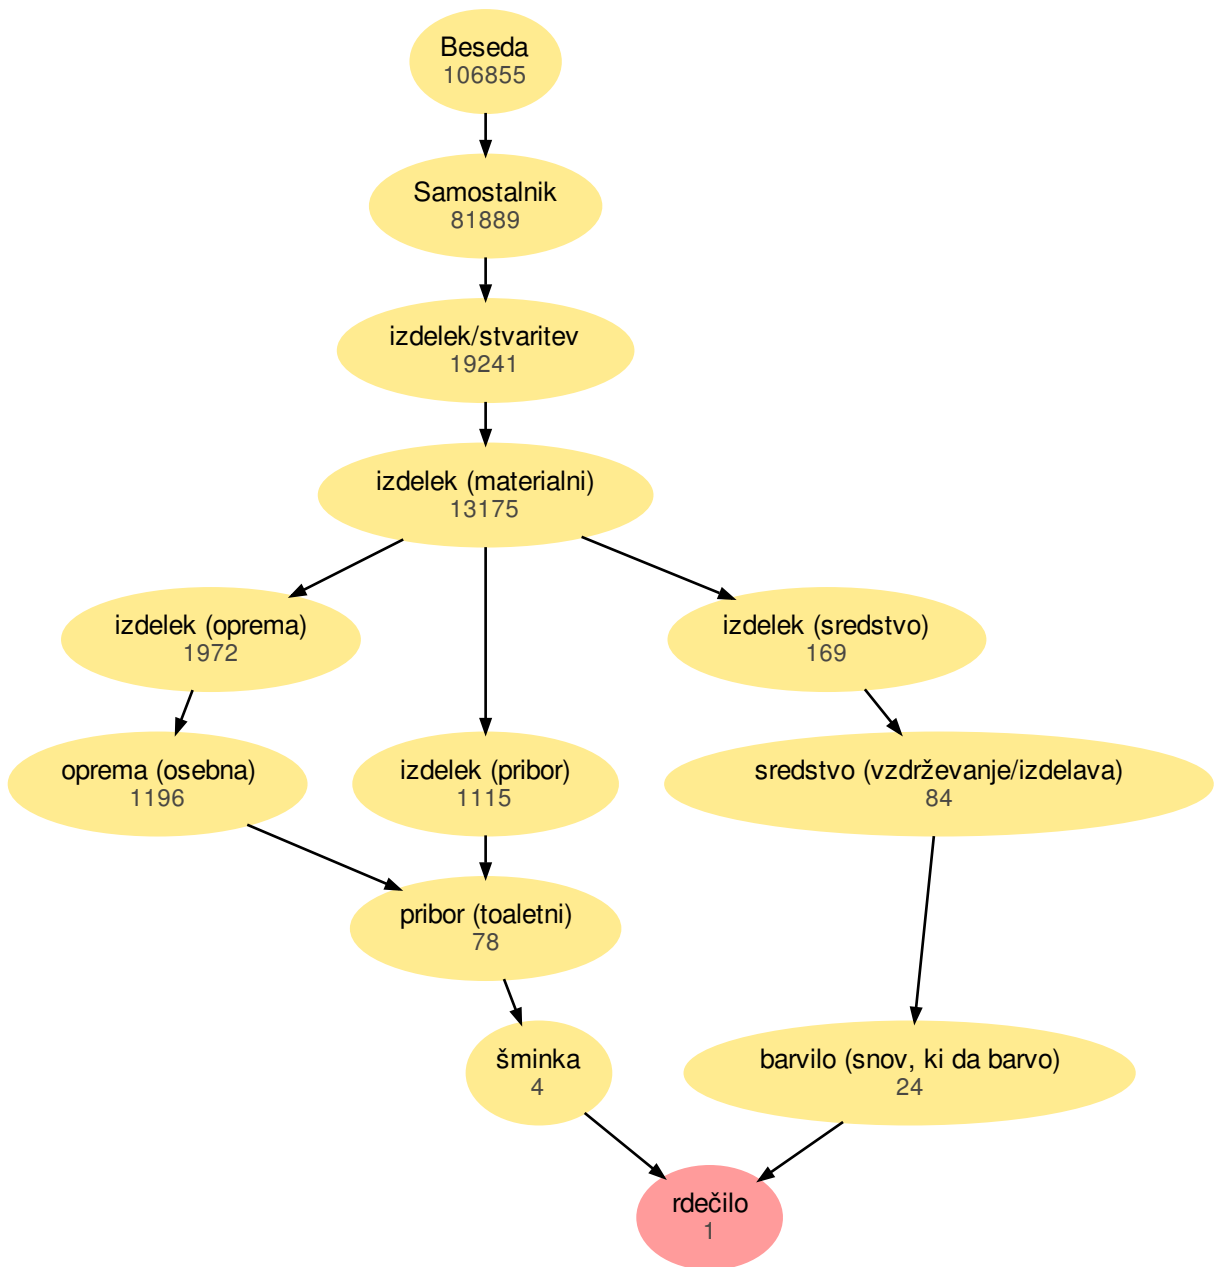 Beseda
106855
Samostalnik
81889
izdelek/stvaritev
19241
izdelek (materialni)
13175
izdelek (oprema)
1972
izdelek (sredstvo)
169
oprema (osebna)
1196
izdelek (pribor)
1115
sredstvo (vzdrževanje/izdelava)
84
pribor (toaletni)
78
šminka
4
barvilo (snov, ki da barvo)
24
rdečilo
1